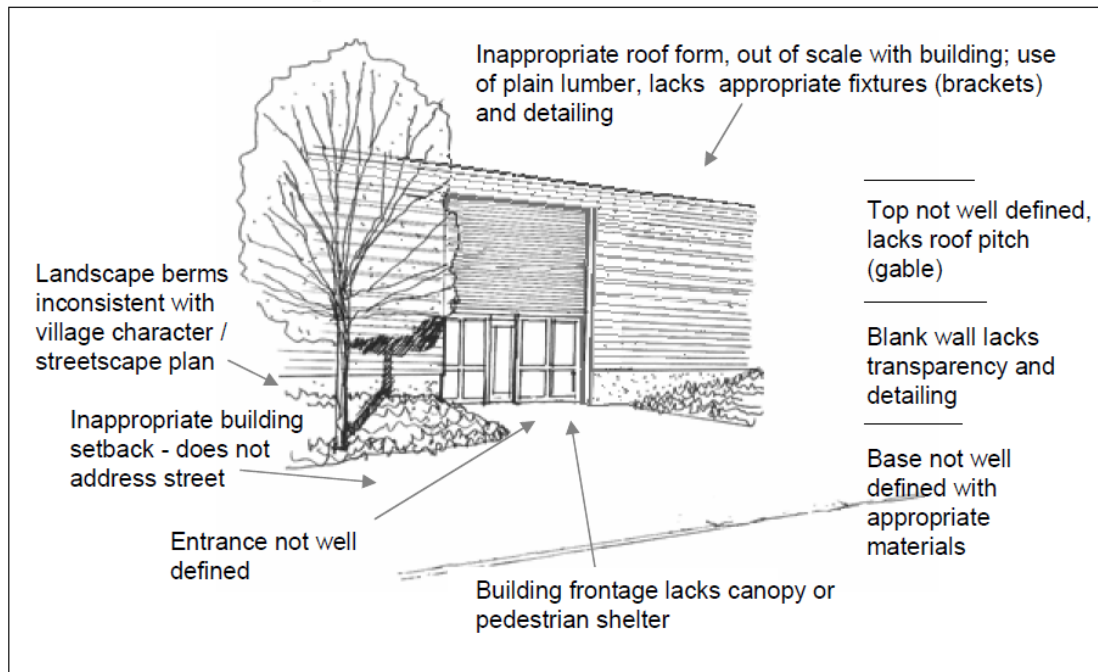 Inappropriate roof form, out of scale with building; use
of plain lumber, lacks  appropriate fixtures (brackets)
and detailing
Top not well defined,
lacks roof pitch
(gable)
Landscape berms
inconsistent with
village character /
streetscape plan
Blank wall lacks
transparency and
detailing
Inappropriate building
setback - does not
address street
Base not well
defined with
appropriate
materials
Entrance not well
defined
Building frontage lacks canopy or
pedestrian shelter